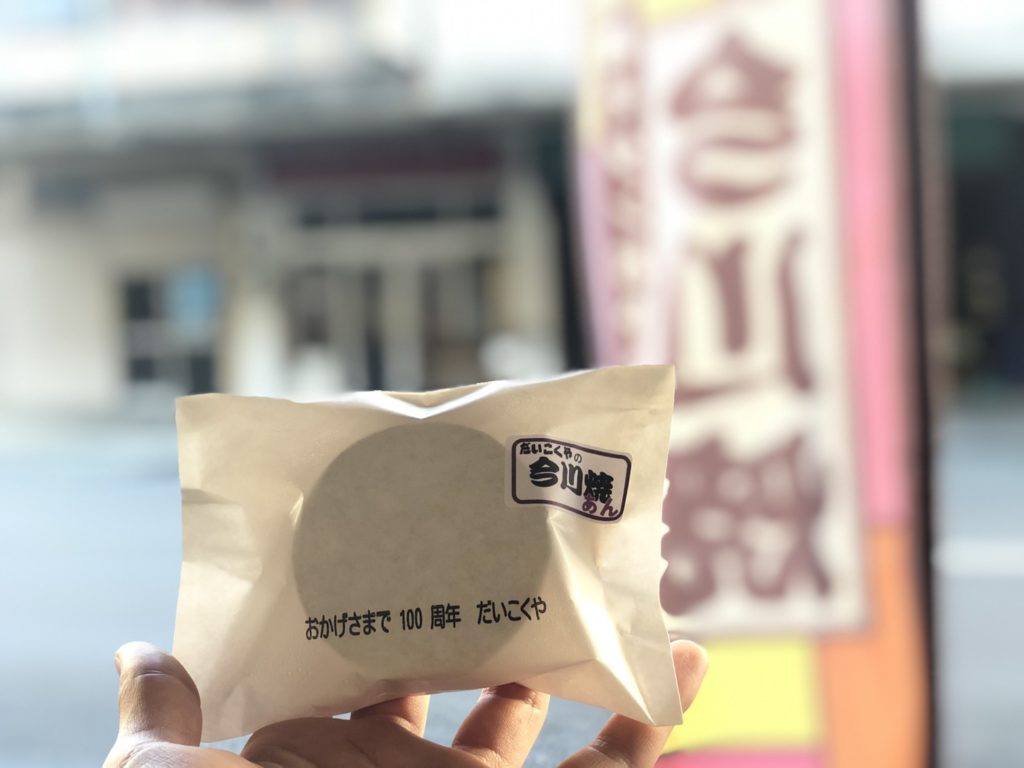 だいこくやの
今川焼
あん
おかげさまで 100 周年 だいこくや
今川焼